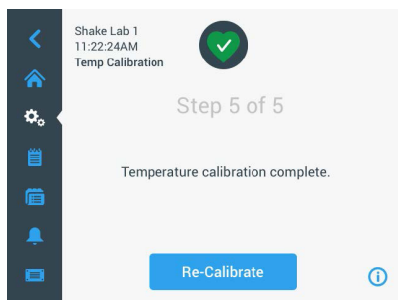 Shake Lab 1
11:22:24AM
Temp Calibration
Step 5 of 5
Temperature calibration complete.
Re-Calibrate